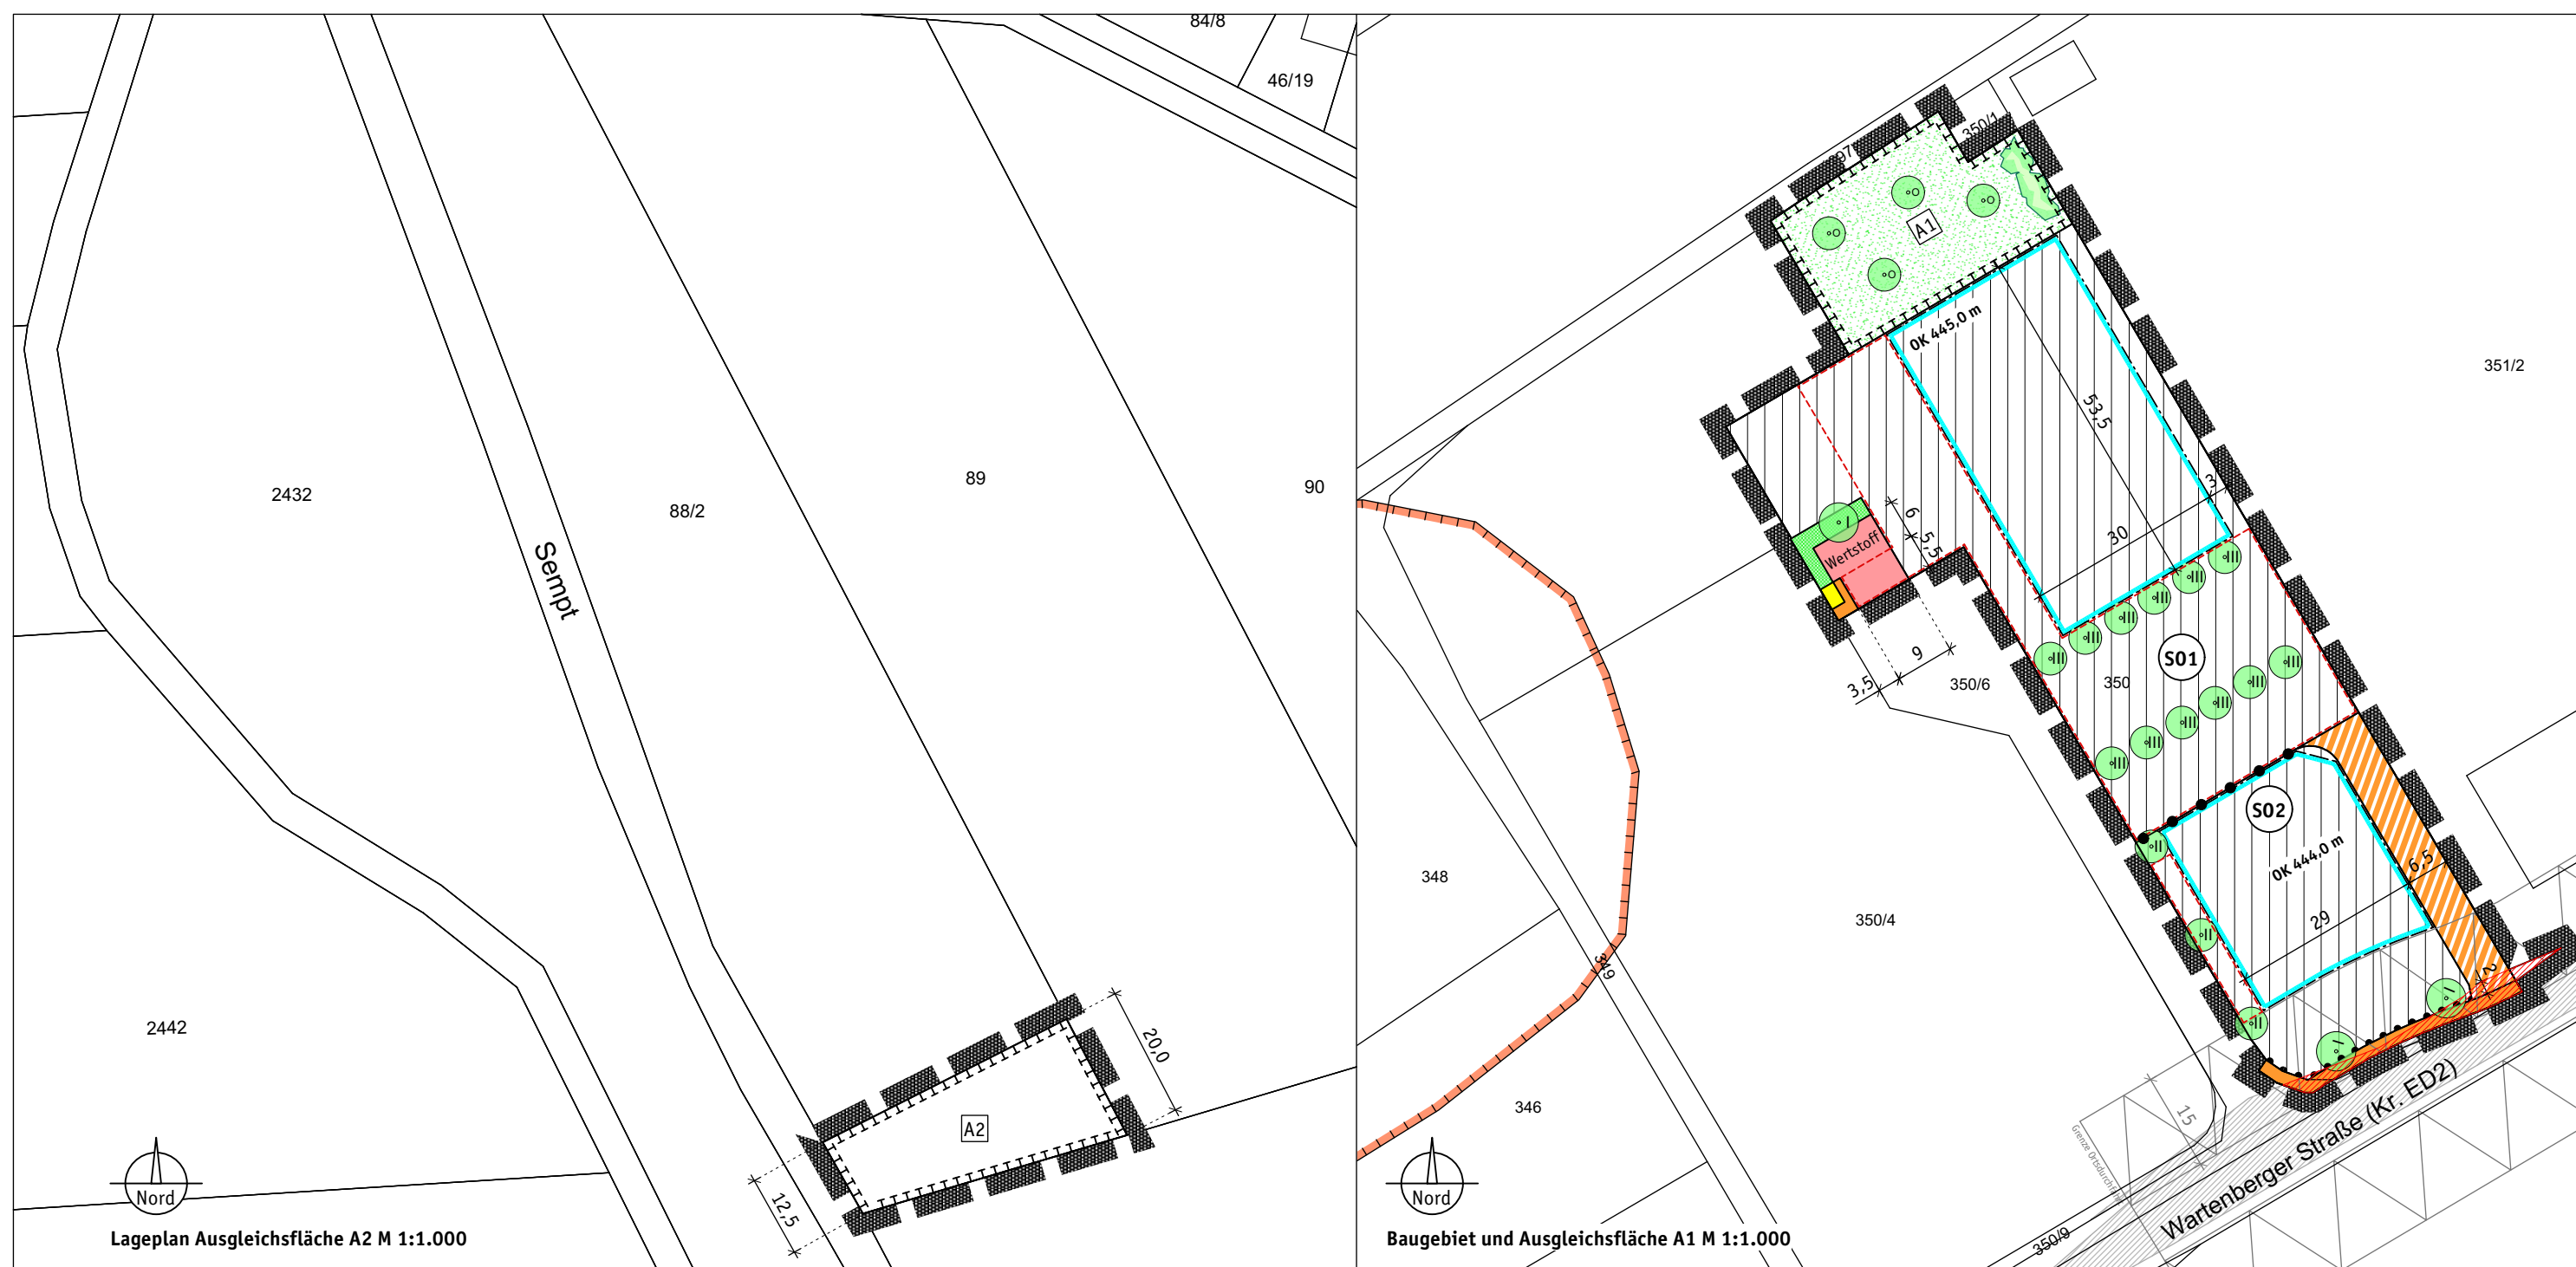 84/8
46/19
2432
88/2
89
90
Sempt
2442
A2
20,0
12,5
Nord
Lageplan Ausgleichsfläche A2 M 1:1.000
350/1
A1
OK 445,0 m
351/2
53,5
3
30
6
5,5
Wertstoff
9
3,5
350/6
S01
350
S02
OK 444,0 m
6,5
29
2
348
349
350/4
346
15
Wartenberger Straße (Kr. ED2)
350/9
Nord
Baugebiet und Ausgleichsfläche A1 M 1:1.000